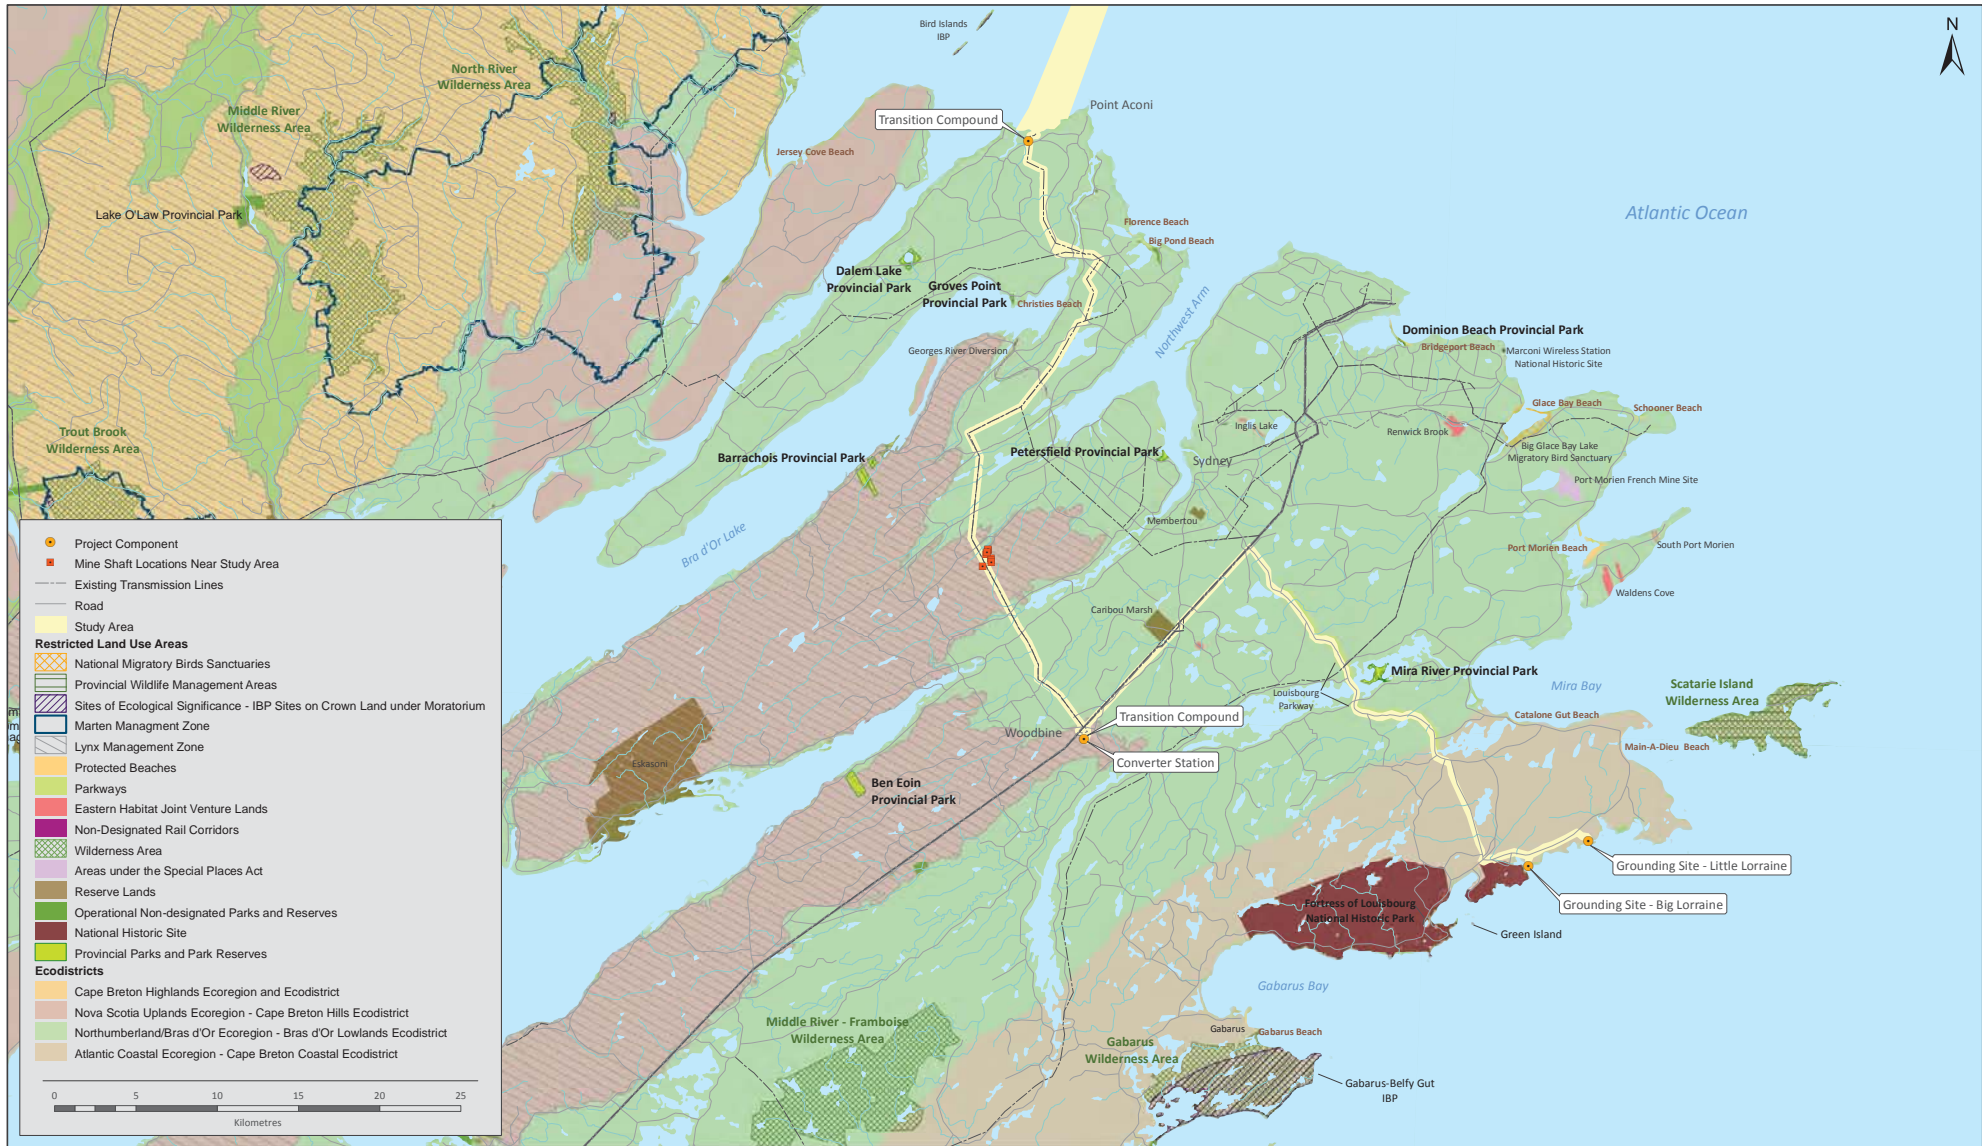 Bird Islands
IBP
N
North River
Wilderness Area
Middle River
Wilderness Area
Point Aconi
Transition Compound
Jersey Cove Beach
Lake O'Law Provincial Park
Atlantic Ocean
Florence Beach
Big Pond Beach
Dalem Lake
Provincial Park
Groves Point
Provincial Park
Christies Beach
Northwest Arm
Georges River Diversion
Dominion Beach Provincial Park
Bridgeport Beach
Marconi Wireless Station
National Historic Site
Glace Bay Beach
Schooner Beach
Trout Brook
Wilderness Area
Inglis Lake
Renwick Brook
Barrachois Provincial Park
Petersfield Provincial Park
Sydney
Big Glace Bay Lake
Migratory Bird Sanctuary
Port Morien French Mine Site
Membertou
Bra d'Or Lake
Port Morien Beach
South Port Morien
Waldens Cove
Caribou Marsh
Mira River Provincial Park
Louisbourg
Parkway
Mira Bay
Scatarie Island
Wilderness Area
Catalone Gut Beach
Main-A-Dieu Beach
Woodbine
Transition Compound
Converter Station
Eskasoni
Ben Eoin
Provincial Park
Grounding Site - Little Lorraine
Grounding Site - Big Lorraine
Fortress of Louisbourg
National Historic Park
Green Island
Gabarus Bay
Middle River - Framboise
Wilderness Area
Gabarus
Gabarus Beach
Gabarus
Wilderness Area
Gabarus-Belfy Gut
IBP
Project Component
Mine Shaft Locations Near Study Area
Existing Transmission Lines
Road
Study Area
Restricted Land Use Areas
National Migratory Birds Sanctuaries
Provincial Wildlife Management Areas
Sites of Ecological Significance - IBP Sites on Crown Land under Moratorium
Marten Managment Zone
Lynx Management Zone
Protected Beaches
Parkways
Eastern Habitat Joint Venture Lands
Non-Designated Rail Corridors
Wilderness Area
Areas under the Special Places Act
Reserve Lands
Operational Non-designated Parks and Reserves
National Historic Site
Provincial Parks and Park Reserves
Ecodistricts
Cape Breton Highlands Ecoregion and Ecodistrict
Nova Scotia Uplands Ecoregion - Cape Breton Hills Ecodistrict
Northumberland/Bras d'Or Ecoregion - Bras d'Or Lowlands Ecodistrict
Atlantic Coastal Ecoregion - Cape Breton Coastal Ecodistrict
0 5 10 15 20 25
Kilometres